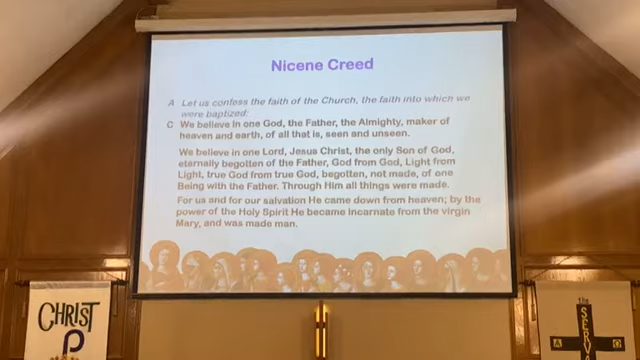 Nicene Creed
A Let us confess the faith of the Church, the faith into which we
were baptized:
C We believe in one God, the Father, the Almighty, maker of
heaven and earth, of all that is, seen and unseen.
We believe in one Lord, Jesus Christ, the only Son of God,
eternally begotten of the Father, God from God, Light from
Light, true God from true God, begotten, not made, of one
Being with the Father. Through Him all things were made.
For us and for our salvation He came down from heaven; by the
power of the Holy Spirit He became incarnate from the virgin
Mary, and was made man.
CHRIST
the
SERV
A
O